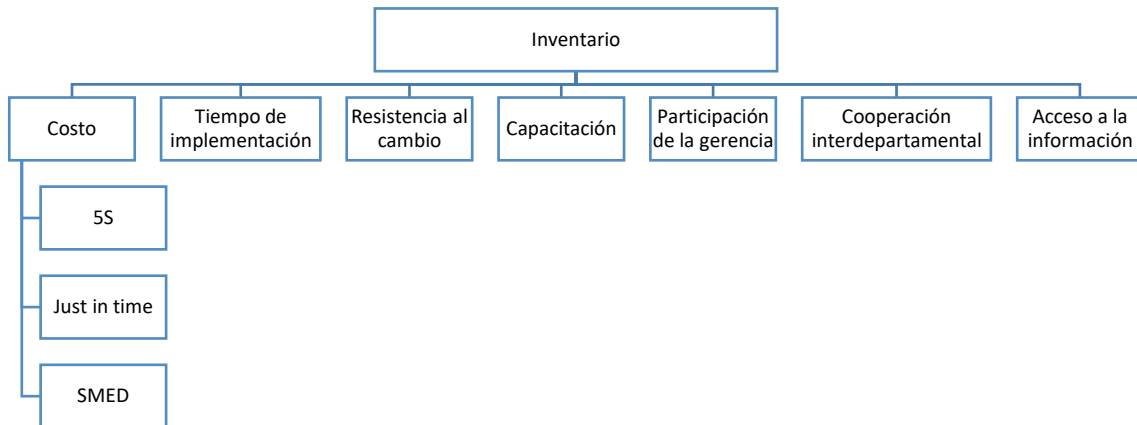 Inventario
Costo
Tiempo de
implementación
Resistencia al
cambio
Capacitación
Participación
de la gerencia
Cooperación
interdepartamental
Acceso a la
información
5S
Just in time
SMED